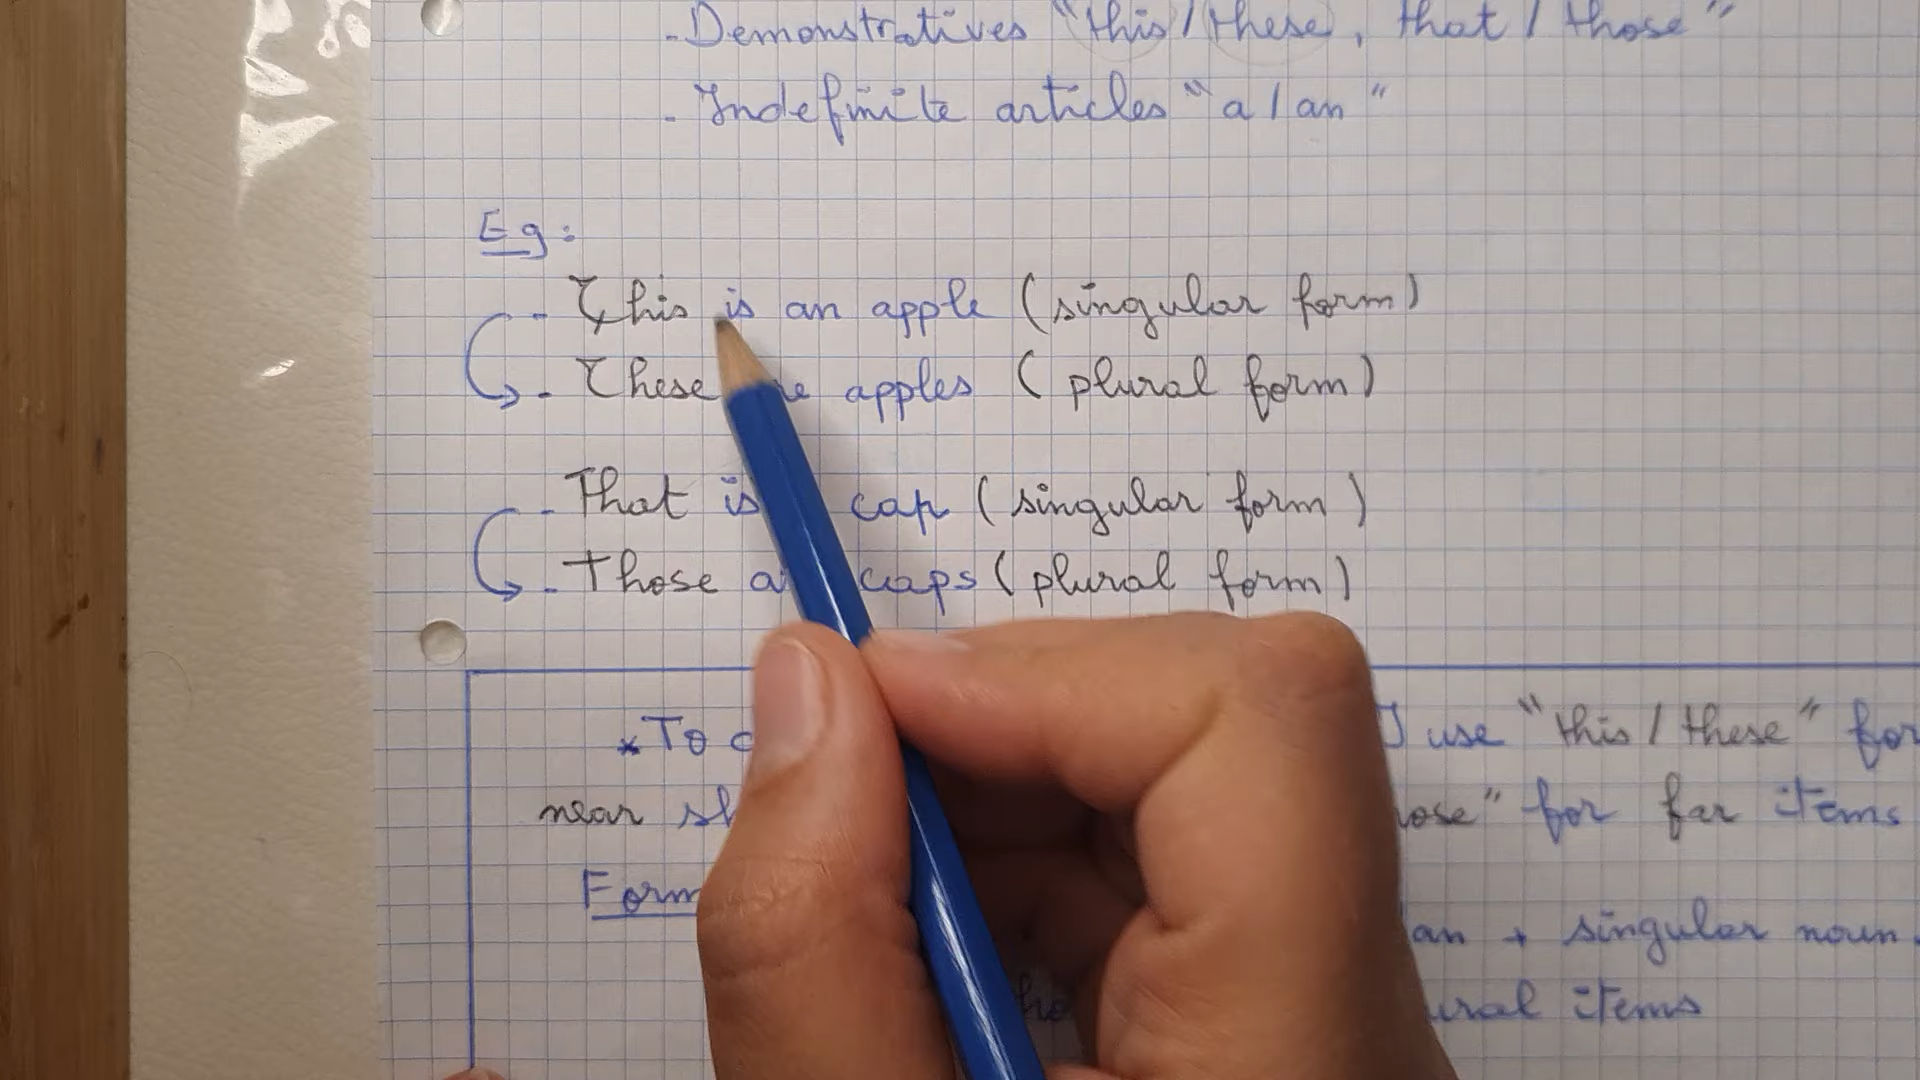 - Demonstratives "this / these, that / those"
- Indefinite articles "a / an"
Eg:
- This is an apple (singular form)
- These apples (plural form)
- That is cap (singular form)
- Those caps (plural form)
* To use "this / these" for
near for far items
an + singular noun
items